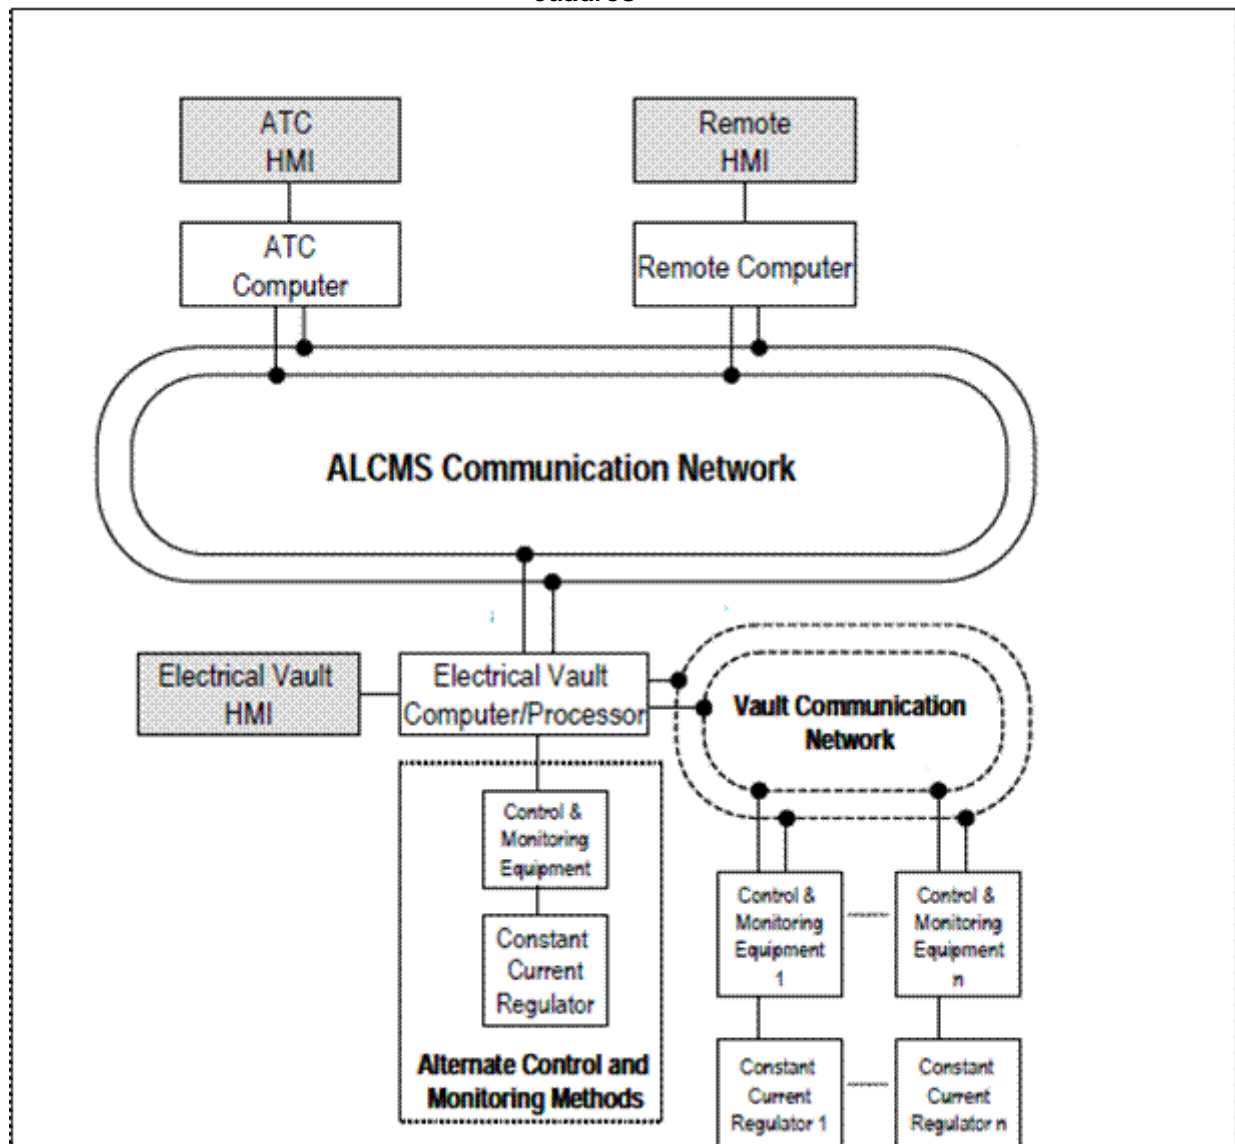 ATC
HMI
Remote
HMI
ATC
Computer
Remote Computer
ALCMS Communication Network
Electrical Vault
HMI
Electrical Vault
Computer/Processor
Vault Communication
Network
Control &
Monitoring
Equipment
Constant
Current
Regulator
Alternate Control and
Monitoring Methods
Control &
Monitoring
Equipment
1
Control &
Monitoring
Equipment
n
Constant
Current
Regulator 1
Constant
Current
Regulator n